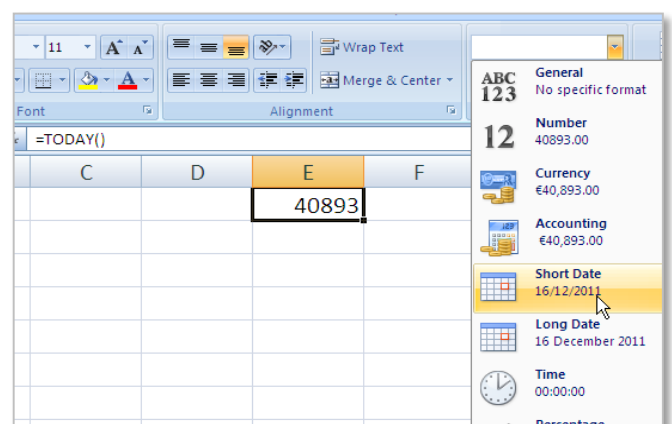 11
A A
Wrap Text
Merge & Center
A
Font
Alignment
=TODAY()
C D E F
40893
ABC
123
General
No specific format
12
Number
40893.00
Currency
€40,893.00
Accounting
€40,893.00
Short Date
16/12/2011
Long Date
16 December 2011
Time
00:00:00
Percentage